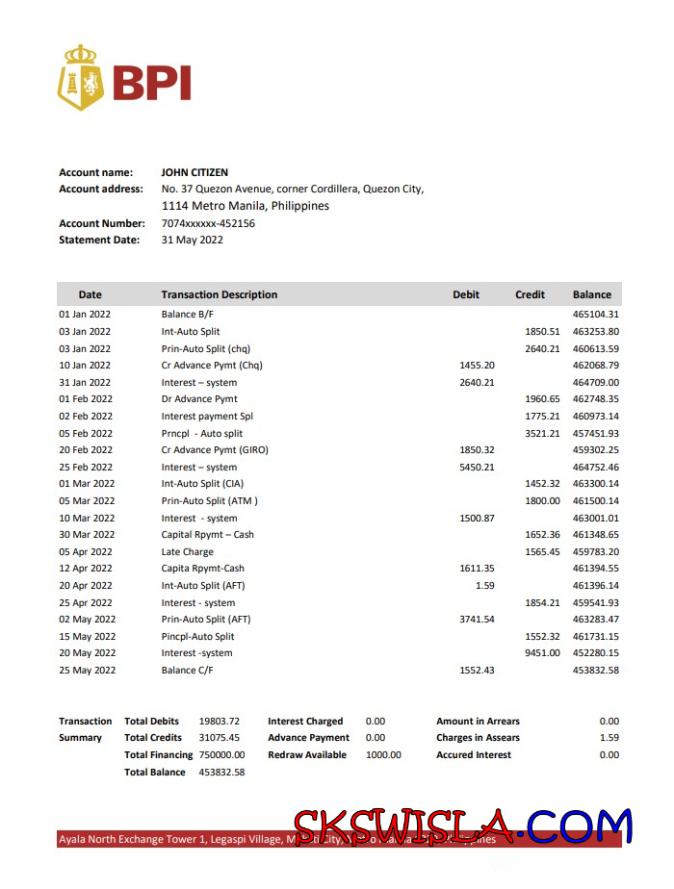 BPI
Account name: JOHN CITIZEN
Account address: No. 37 Quezon Avenue, corner Cordillera, Quezon City,
1114 Metro Manila, Philippines
Account Number: 7074xxxxxx-452156
Statement Date: 31 May 2022
Date Transaction Description Debit Credit Balance
01 Jan 2022 Balance B/F 465104.31
03 Jan 2022 Int-Auto Split 1850.51 463253.80
03 Jan 2022 Prin-Auto Split (chq) 2640.21 460613.59
10 Jan 2022 Cr Advance Pymt (Chq) 1455.20 462068.79
31 Jan 2022 Interest – system 2640.21 464709.00
01 Feb 2022 Dr Advance Pymt 1960.65 462748.35
02 Feb 2022 Interest payment Spl 1775.21 460973.14
05 Feb 2022 Prncpl - Auto split 3521.21 457451.93
20 Feb 2022 Cr Advance Pymt (GIRO) 1850.32 459302.25
25 Feb 2022 Interest – system 5450.21 464752.46
01 Mar 2022 Int-Auto Split (CIA) 1452.32 463300.14
05 Mar 2022 Prin-Auto Split (ATM ) 1800.00 461500.14
10 Mar 2022 Interest - system 1500.87 463001.01
30 Mar 2022 Capital Rpymt – Cash 1652.36 461348.65
05 Apr 2022 Late Charge 1565.45 459783.20
12 Apr 2022 Capita Rpymt-Cash 1611.35 461394.55
20 Apr 2022 Int-Auto Split (AFT) 1.59 461396.14
25 Apr 2022 Interest - system 1854.21 459541.93
02 May 2022 Prin-Auto Split (AFT) 3741.54 463283.47
15 May 2022 Pincpl-Auto Split 1552.32 461731.15
20 May 2022 Interest -system 9451.00 452280.15
25 May 2022 Balance C/F 1552.43 453832.58
Transaction Total Debits 19803.72 Interest Charged 0.00 Amount in Arrears 0.00
Summary Total Credits 31075.45 Advance Payment 0.00 Charges in Assears 1.59
Total Financing 750000.00 Redraw Available 1000.00 Accured Interest 0.00
Total Balance 453832.58
SKSWISLA.COM
Ayala North Exchange Tower 1, Legaspi Village,